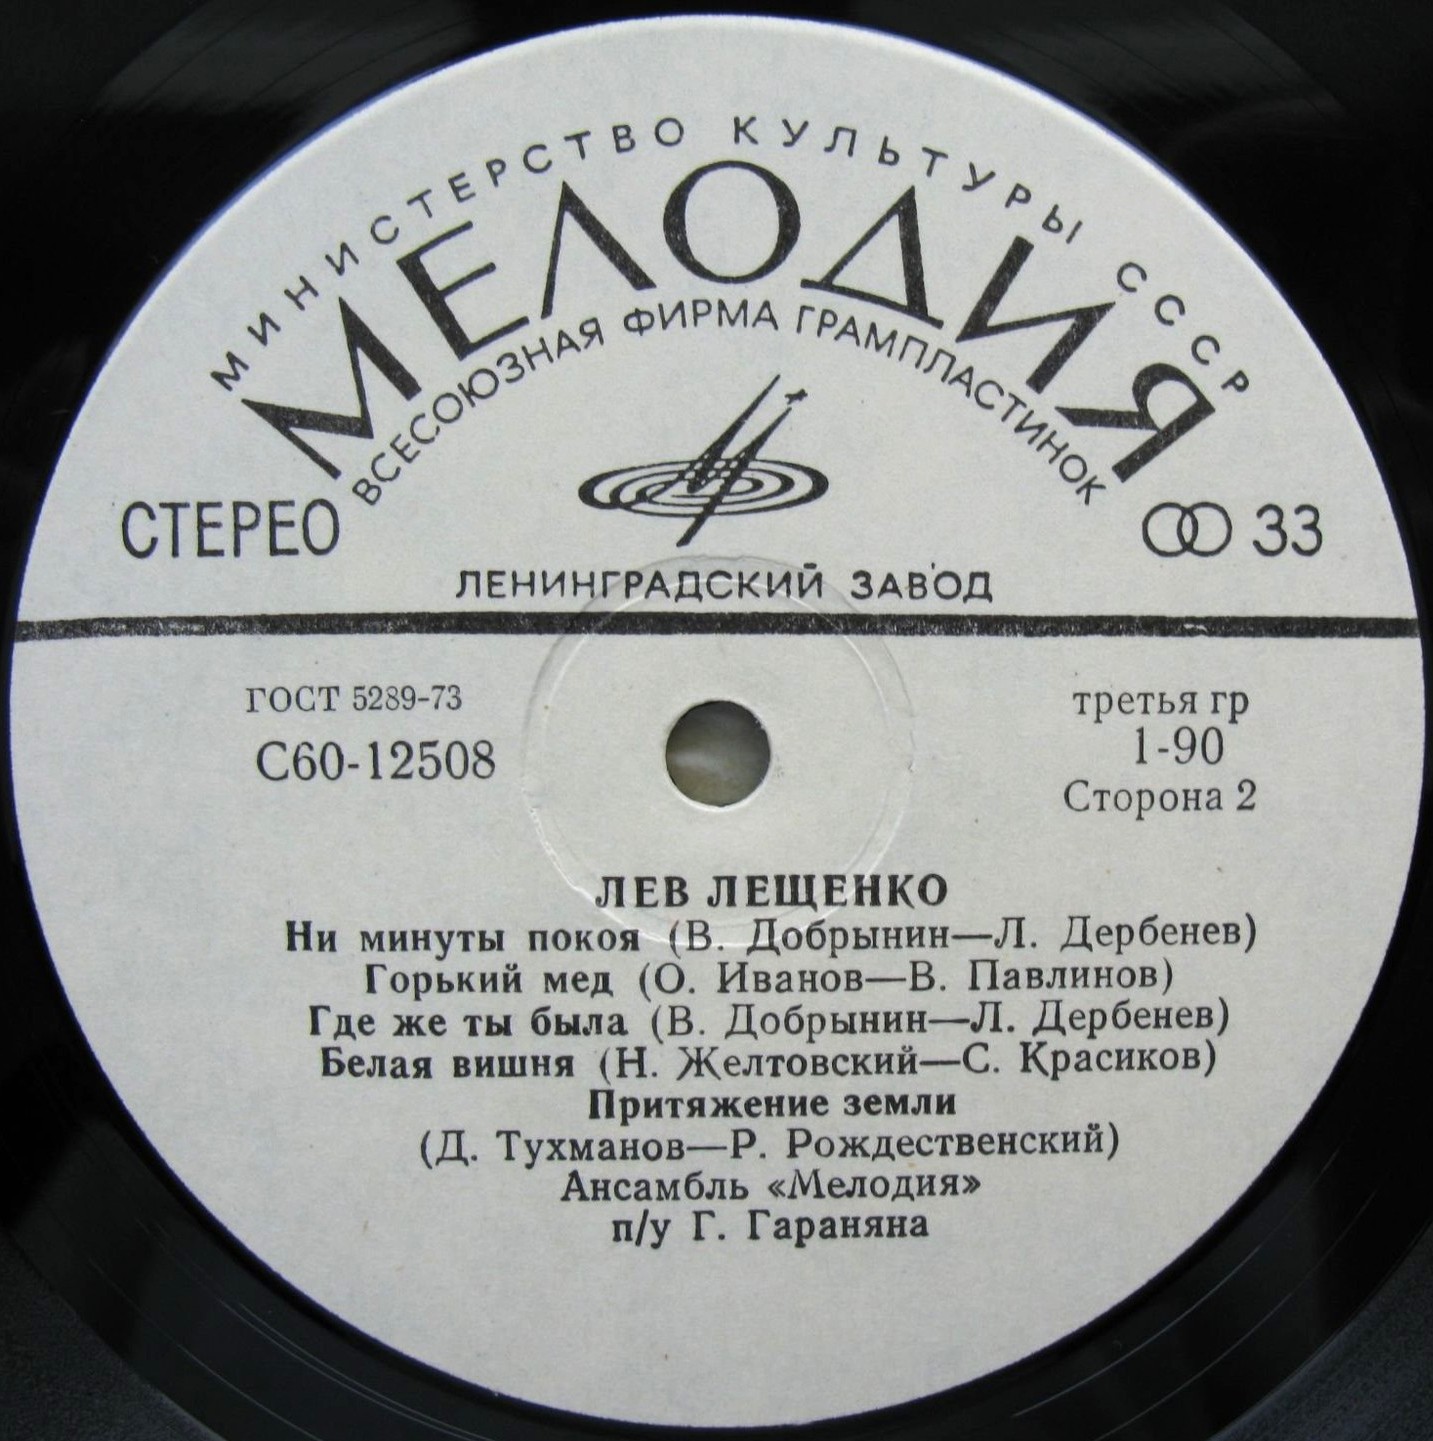 МИНИСТЕРСТВО КУЛЬТУРЫ СССР
МЕЛОДИЯ
ВСЕСОЮЗНАЯ ФИРМА ГРАМПЛАСТИНОК
СТЕРЕО
33
ЛЕНИНГРАДСКИЙ ЗАВОД
ГОСТ 5289-73
С60-12508
третья гр
1-90
Сторона 2
ЛЕВ ЛЕЩЕНКО
Ни минуты покоя (В. Добрынин—Л. Дербенев)
Горький мед (О. Иванов—В. Павлинов)
Где же ты была (В. Добрынин—Л. Дербенев)
Белая вишня (Н. Желтовский—С. Красиков)
Притяжение земли
(Д. Тухманов—Р. Рождественский)
Ансамбль «Мелодия»
п/у Г. Гараняна